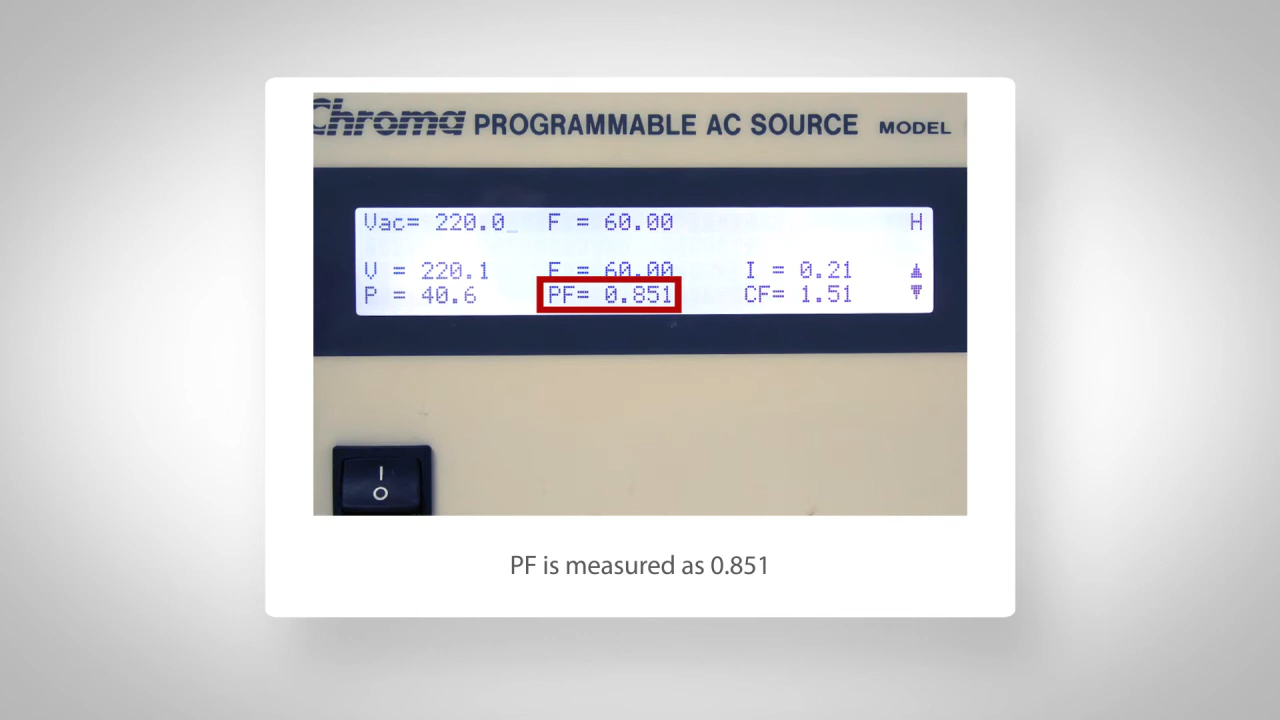 Chroma PROGRAMMABLE AC SOURCE MODEL
Vac= 220.0_ F = 60.00 H
V = 220.1 F = 60.00 I = 0.21
P = 40.6 PF= 0.851 CF= 1.51
PF is measured as 0.851